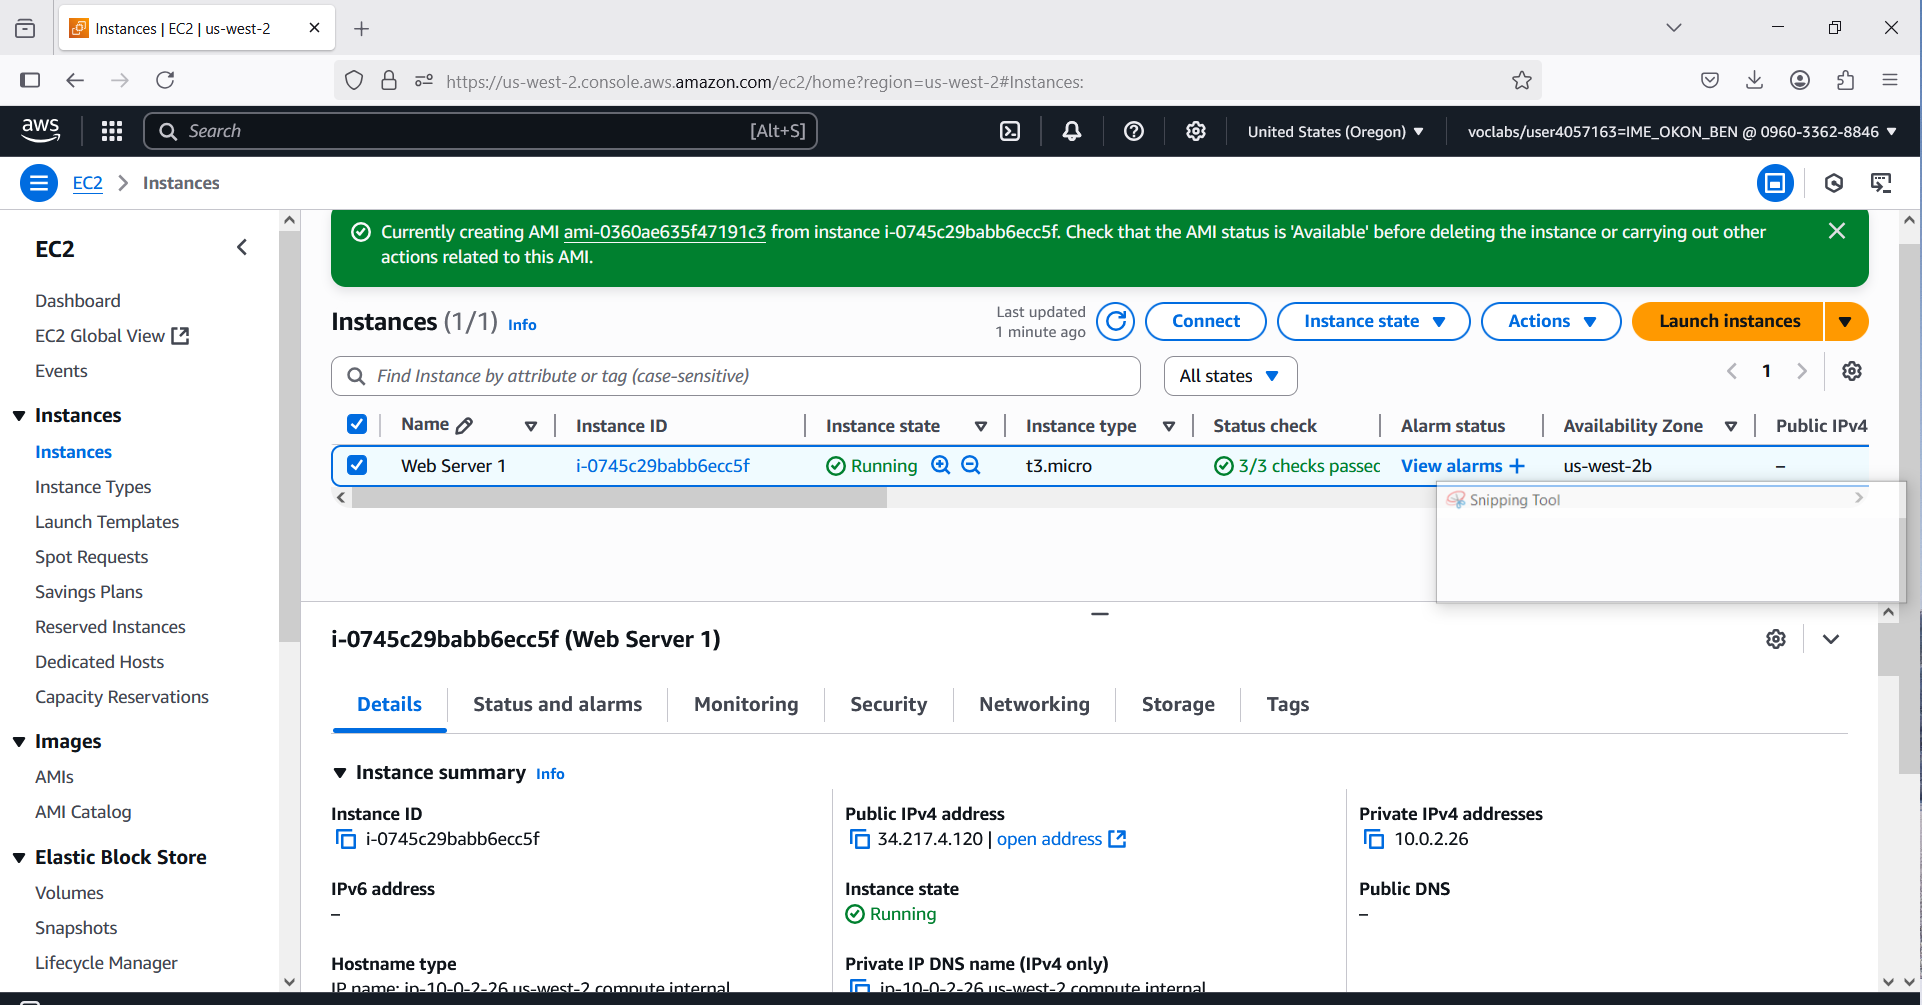 Instances | EC2 | us-west-2
https://us-west-2.console.aws.amazon.com/ec2/home?region=us-west-2#Instances:
aws
Search
[Alt+S]
United States (Oregon)
voclabs/user4057163=IME_OKON_BEN @ 0960-3362-8846
EC2
Instances
EC2
Dashboard
EC2 Global View
Events
Instances
Instances
Instance Types
Launch Templates
Spot Requests
Savings Plans
Reserved Instances
Dedicated Hosts
Capacity Reservations
Images
AMIs
AMI Catalog
Elastic Block Store
Volumes
Snapshots
Lifecycle Manager
Currently creating AMI ami-0360ae635f47191c3 from instance i-0745c29babb6ecc5f. Check that the AMI status is 'Available' before deleting the instance or carrying out other
actions related to this AMI.
Instances (1/1) Info
Last updated
1 minute ago
Connect
Instance state
Actions
Launch instances
Find Instance by attribute or tag (case-sensitive)
All states
1
Name Instance ID Instance state Instance type Status check Alarm status Availability Zone Public IPv4
Web Server 1 i-0745c29babb6ecc5f Running t3.micro 3/3 checks passed View alarms + us-west-2b –
Snipping Tool
i-0745c29babb6ecc5f (Web Server 1)
Details Status and alarms Monitoring Security Networking Storage Tags
Instance summary Info
Instance ID
i-0745c29babb6ecc5f
Public IPv4 address
34.217.4.120 | open address
Private IPv4 addresses
10.0.2.26
IPv6 address
–
Instance state
Running
Public DNS
–
Hostname type
IP name: ip-10-0-2-26.us-west-2.compute.internal
Private IP DNS name (IPv4 only)
ip-10-0-2-26.us-west-2.compute.internal